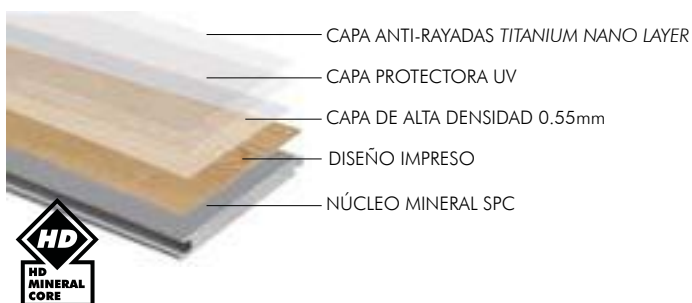 CAPA ANTI-RAYADAS TITANIUM NANO LAYER
CAPA PROTECTORA UV
CAPA DE ALTA DENSIDAD 0.55mm
DISEÑO IMPRESO
NÚCLEO MINERAL SPC
HD
HD
MINERAL
CORE